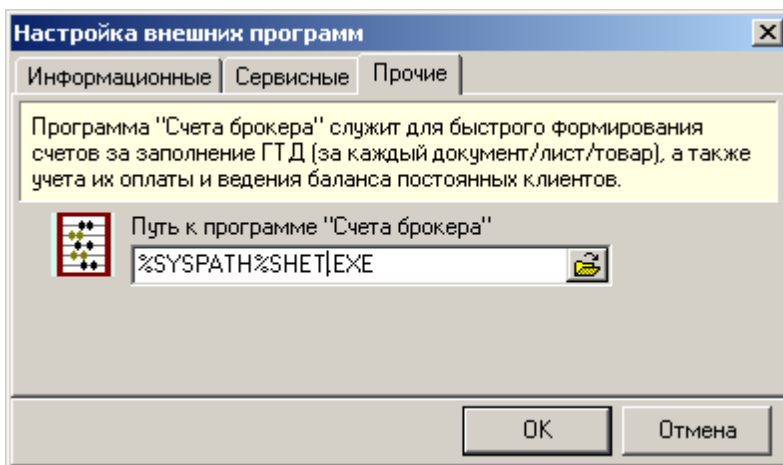 Настройка внешних программ
Информационные Сервисные Прочие
Программа "Счета брокера" служит для быстрого формирования
счетов за заполнение ГТД (за каждый документ/лист/товар), а также
учета их оплаты и ведения баланса постоянных клиентов.
Путь к программе "Счета брокера"
%SYSPATH%SHET.EXE
OK Отмена